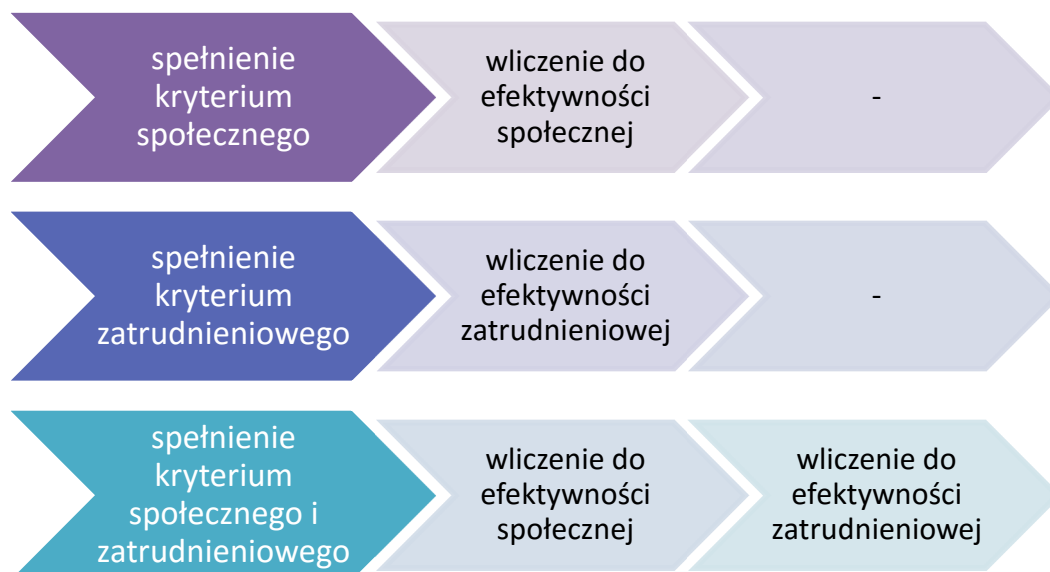 spełnienie
kryterium
społecznego
wliczenie do
efektywności
społecznej
-
spełnienie
kryterium
zatrudnieniowego
wliczenie do
efektywności
zatrudnieniowej
-
spełnienie
kryterium
społecznego i
zatrudnieniowego
wliczenie do
efektywności
społecznej
wliczenie do
efektywności
zatrudnieniowej